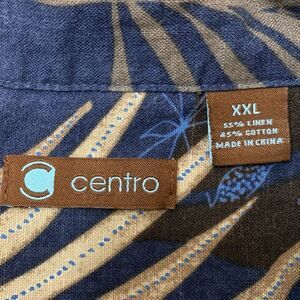 XXL
55% LINEN
45% COTTON
MADE IN CHINA
centro